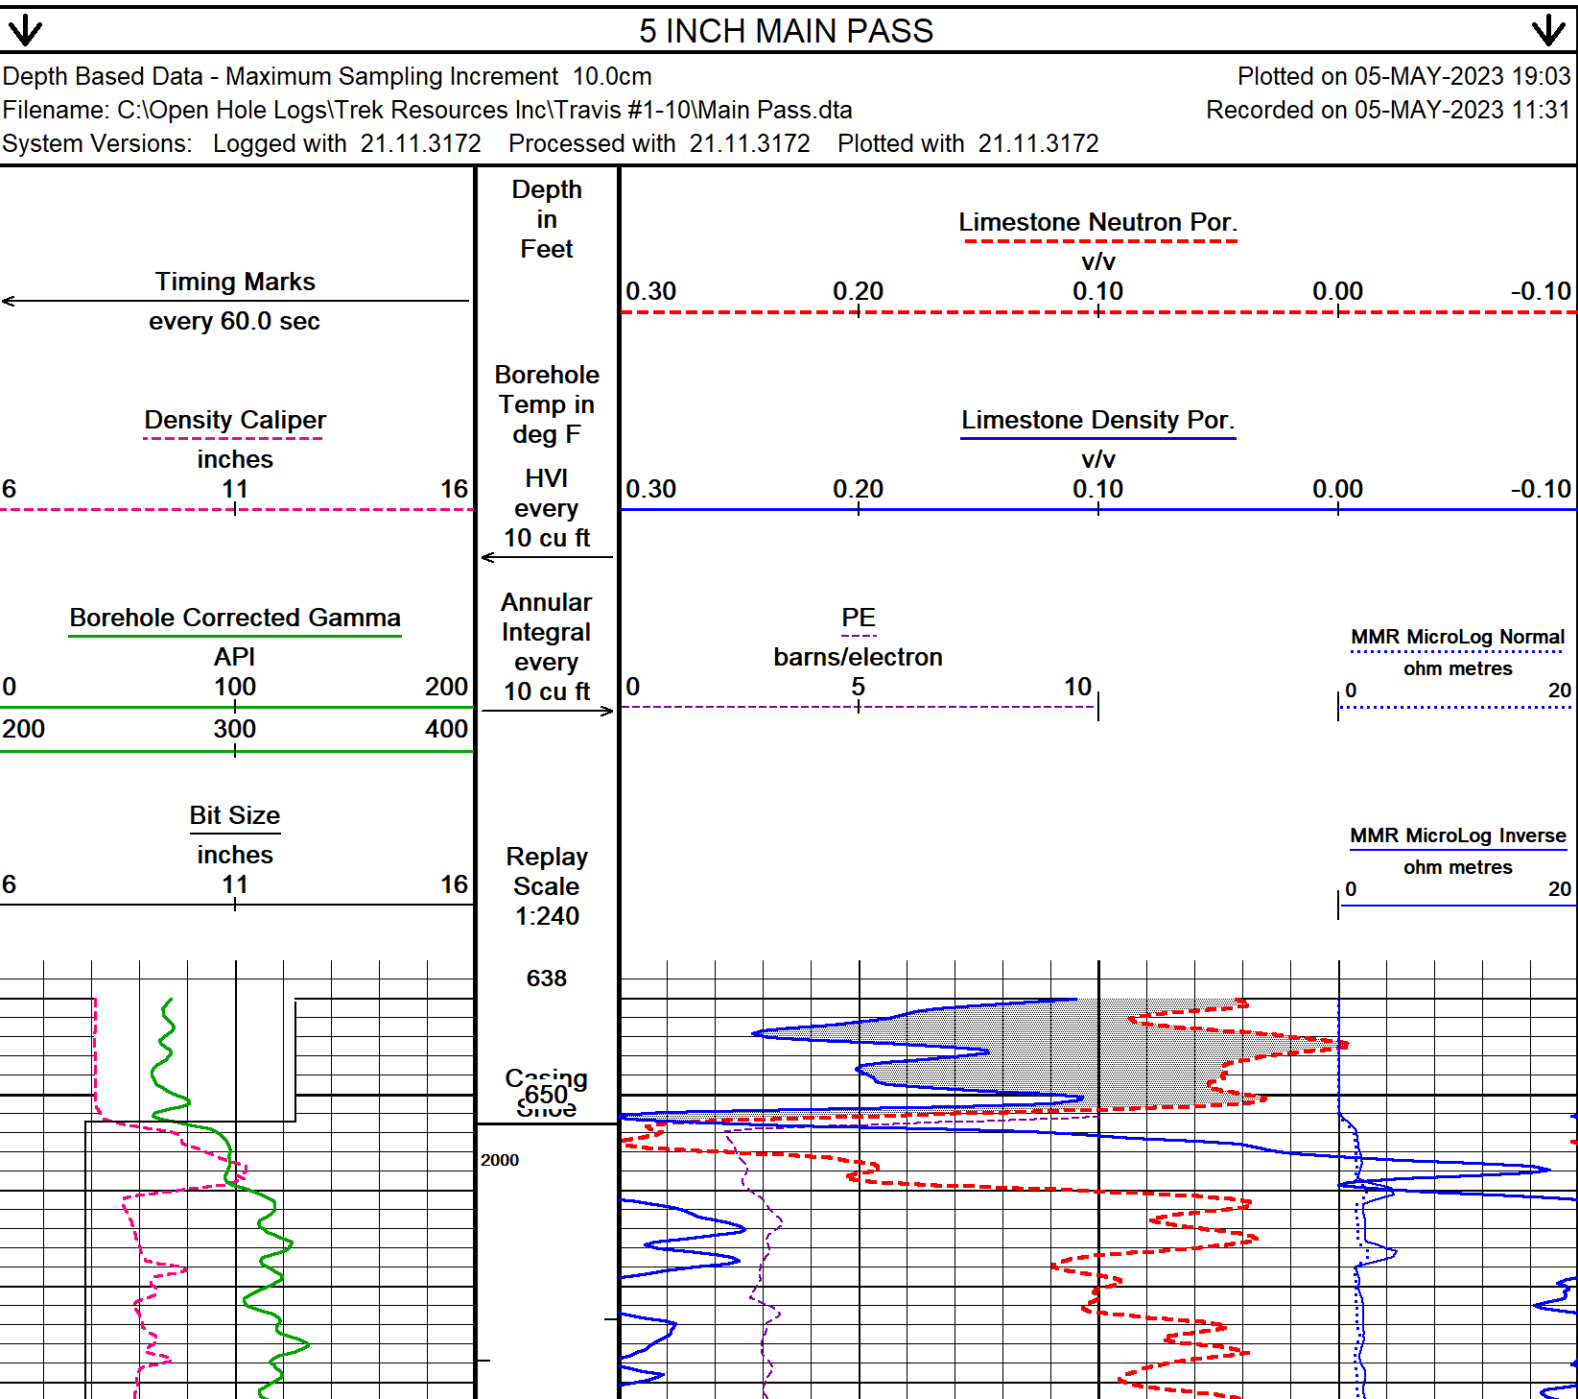 5 INCH MAIN PASS
Depth Based Data - Maximum Sampling Increment 10.0cm
Plotted on 05-MAY-2023 19:03
Filename: C:\Open Hole Logs\Trek Resources Inc\Travis #1-10\Main Pass.dta
Recorded on 05-MAY-2023 11:31
System Versions: Logged with 21.11.3172 Processed with 21.11.3172 Plotted with 21.11.3172
Timing Marks
every 60.0 sec
Density Caliper
inches
6 11 16
Borehole Corrected Gamma
API
0 100 200
200 300 400
Bit Size
inches
6 11 16
Depth
in
Feet
Borehole
Temp in
deg F
HVI
every
10 cu ft
Annular
Integral
every
10 cu ft
Replay
Scale
1:240
638
Casing
650
Shoe
2000
Limestone Neutron Por.
v/v
0.30 0.20 0.10 0.00 -0.10
Limestone Density Por.
v/v
0.30 0.20 0.10 0.00 -0.10
PE
barns/electron
0 5 10
MMR MicroLog Normal
ohm metres
0 20
MMR MicroLog Inverse
ohm metres
0 20